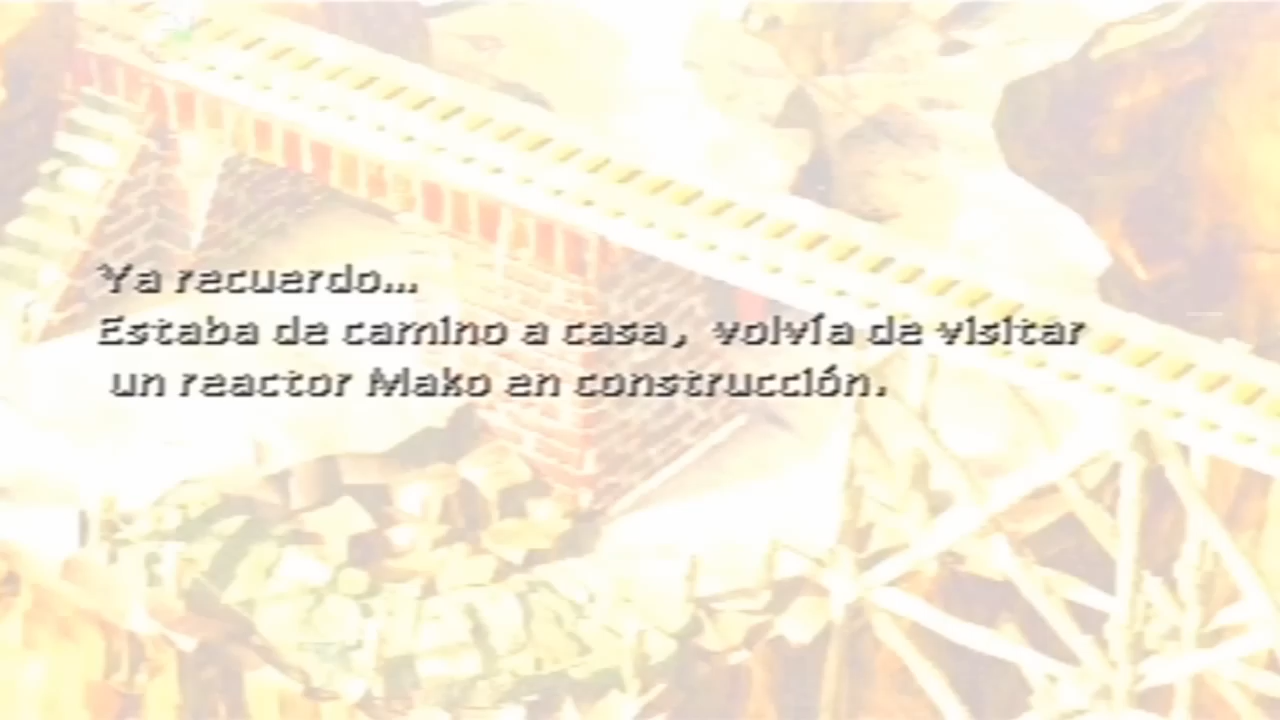 Ya recuerdo...
Estaba de camino a casa, volvía de visitar
un reactor Mako en construcción.